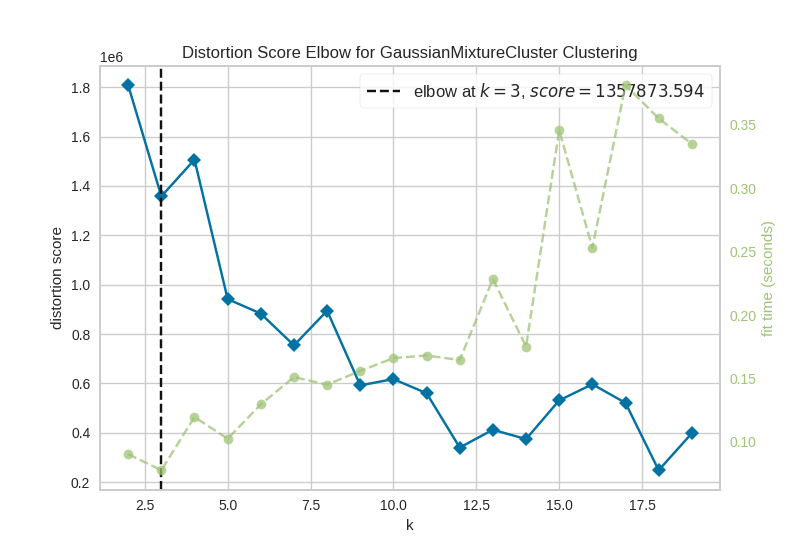 Distortion Score Elbow for GaussianMixtureCluster Clustering
1e6
elbow at k = 3, score = 1357873.594
1.8
1.6
1.4
1.2
1.0
0.8
0.6
0.4
0.2
distortion score
0.35
0.30
0.25
0.20
0.15
0.10
fit time (seconds)
2.5 5.0 7.5 10.0 12.5 15.0 17.5
k